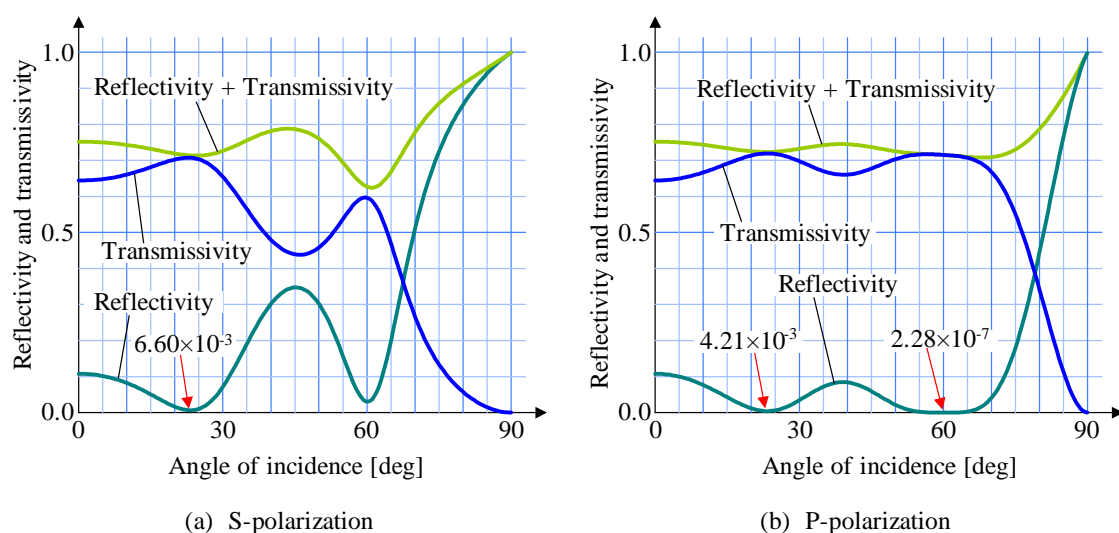 Reflectivity and transmissivity
1.0
0.5
0.0
Reflectivity + Transmissivity
Transmissivity
Reflectivity
6.60×10-3
0
30
60
90
Angle of incidence [deg]
(a) S-polarization
Reflectivity and transmissivity
1.0
0.5
0.0
Reflectivity + Transmissivity
Transmissivity
Reflectivity
4.21×10-3
2.28×10-7
0
30
60
90
Angle of incidence [deg]
(b) P-polarization